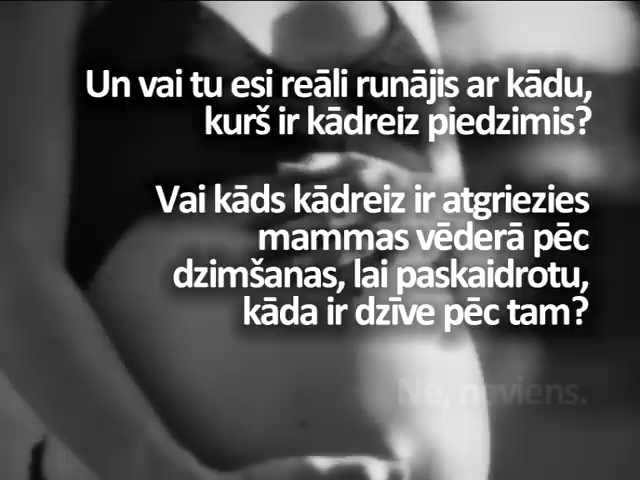 Un vai tu esi reāli runājis ar kādu,
kurš ir kādreiz piedzimis?
Vai kāds kādreiz ir atgriezies
mammas vēderā pēc
dzimšanas, lai paskaidrotu,
kāda ir dzīve pēc tam?
Nē, neviens.